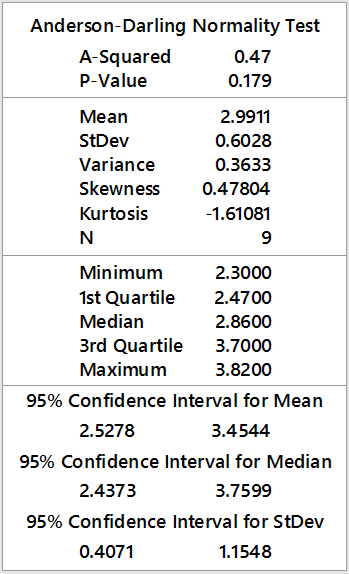 Anderson-Darling Normality Test
A-Squared 0.47
P-Value 0.179
Mean 2.9911
StDev 0.6028
Variance 0.3633
Skewness 0.47804
Kurtosis -1.61081
N 9
Minimum 2.3000
1st Quartile 2.4700
Median 2.8600
3rd Quartile 3.7000
Maximum 3.8200
95% Confidence Interval for Mean
2.5278 3.4544
95% Confidence Interval for Median
2.4373 3.7599
95% Confidence Interval for StDev
0.4071 1.1548